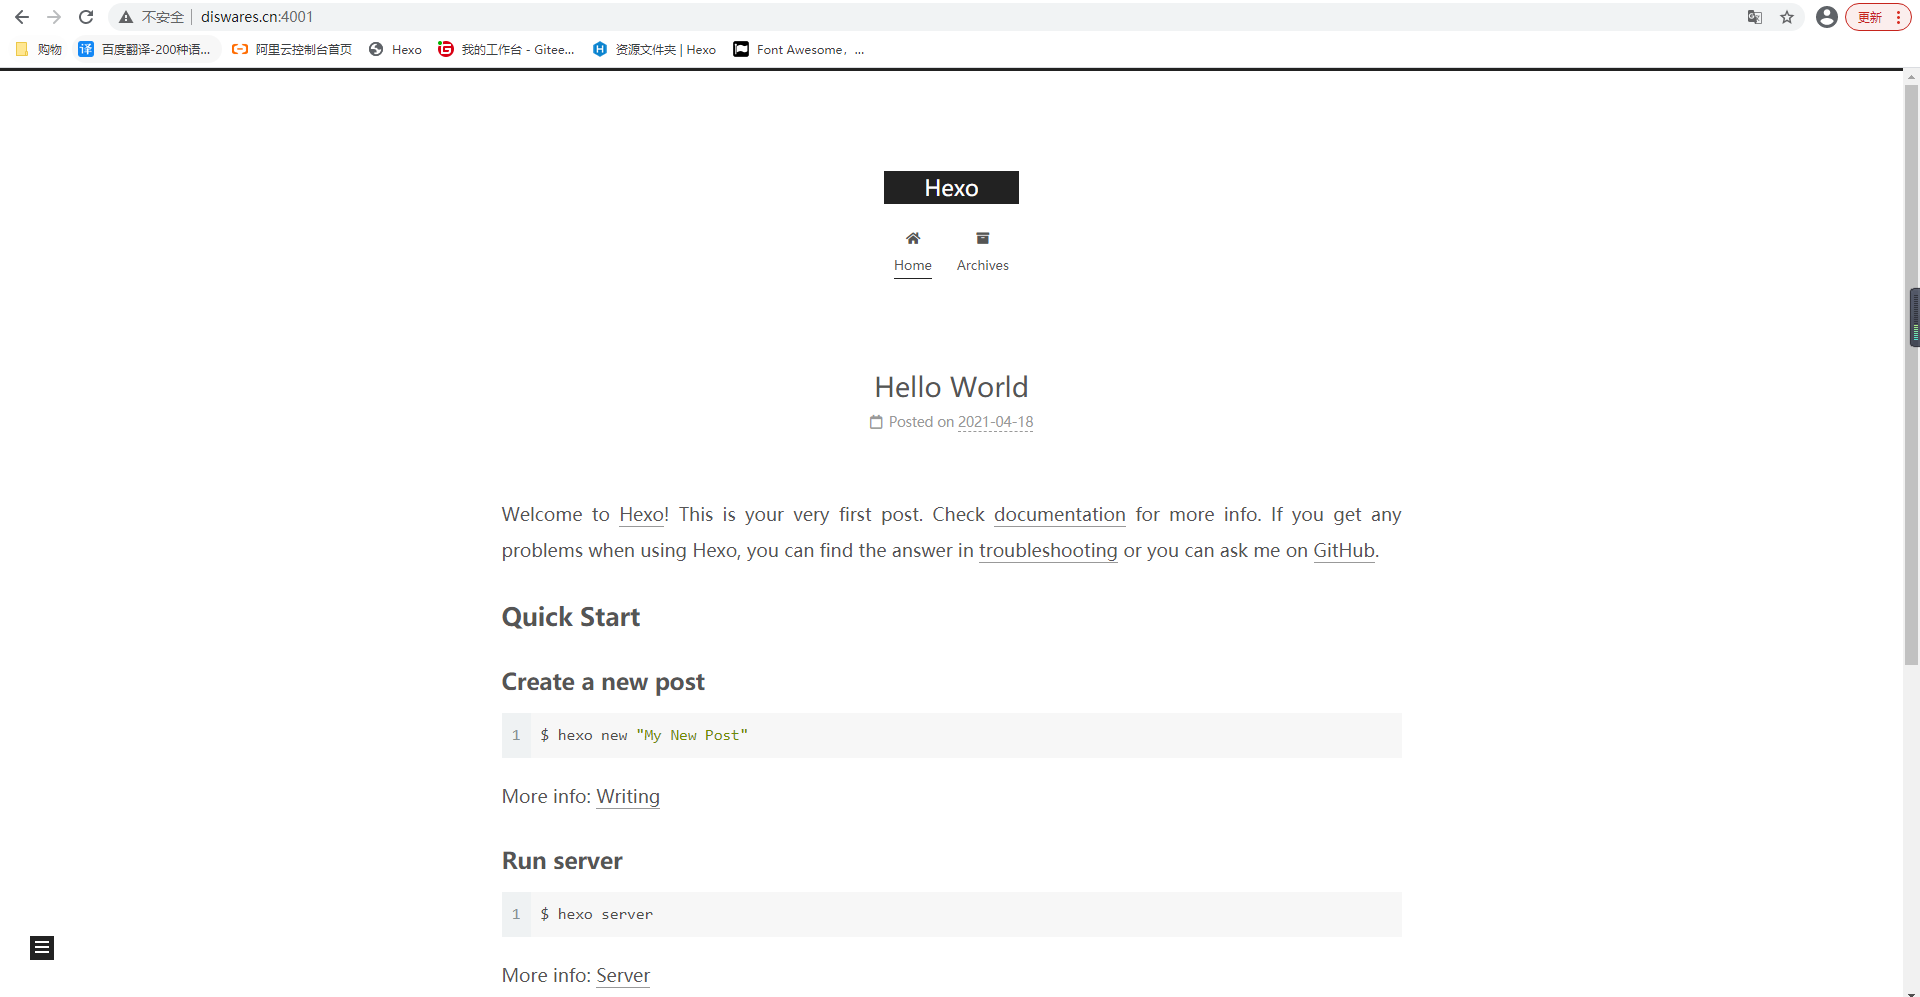 不安全 diswares.cn:4001 更新
购物 译 百度翻译-200种语... 阿里云控制台首页 Hexo 我的工作台 - Gitee... H 资源文件夹 | Hexo Font Awesome，...
Hexo
Home Archives
Hello World
Posted on 2021-04-18
Welcome to Hexo! This is your very first post. Check documentation for more info. If you get any
problems when using Hexo, you can find the answer in troubleshooting or you can ask me on GitHub.
Quick Start
Create a new post
1 $ hexo new "My New Post"
More info: Writing
Run server
1 $ hexo server
More info: Server